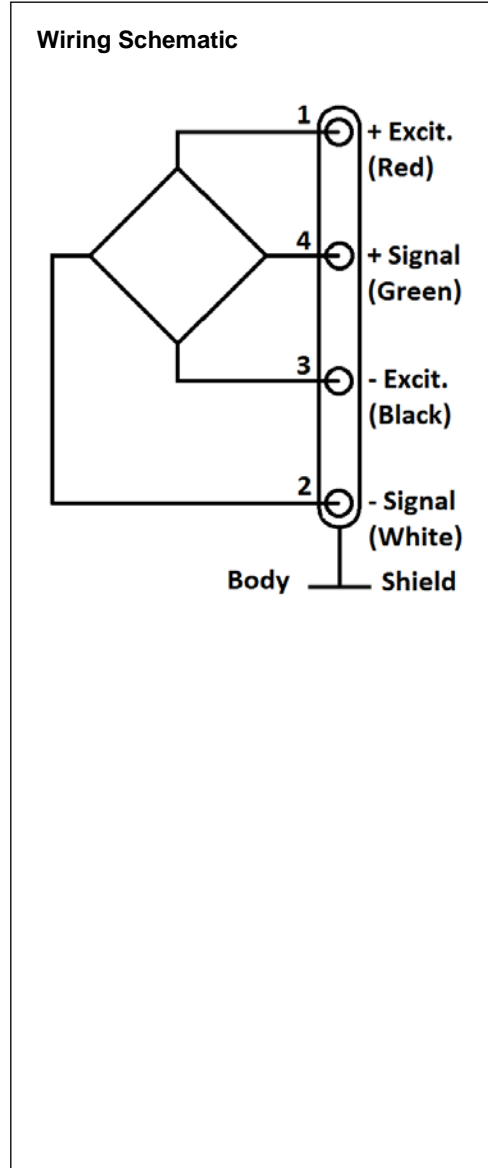 Wiring Schematic
1
+ Excit.
(Red)
4
+ Signal
(Green)
3
- Excit.
(Black)
2
- Signal
(White)
Body
Shield